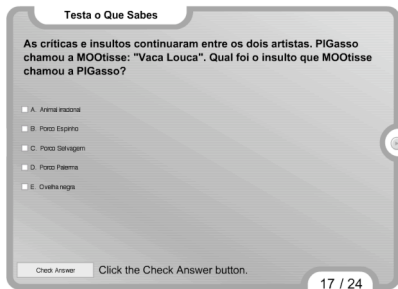 Testa o Que Sabes
As críticas e insultos continuaram entre os dois artistas. PIGasso
chamou a MOOtisse: "Vaca Louca". Qual foi o insulto que MOOtisse
chamou a PIGasso?
A. Animal irracional
B. Porco Espinho
C. Porco Selvagem
D. Porco Palerma
E. Ovelha negra
Check Answer
Click the Check Answer button.
17 / 24